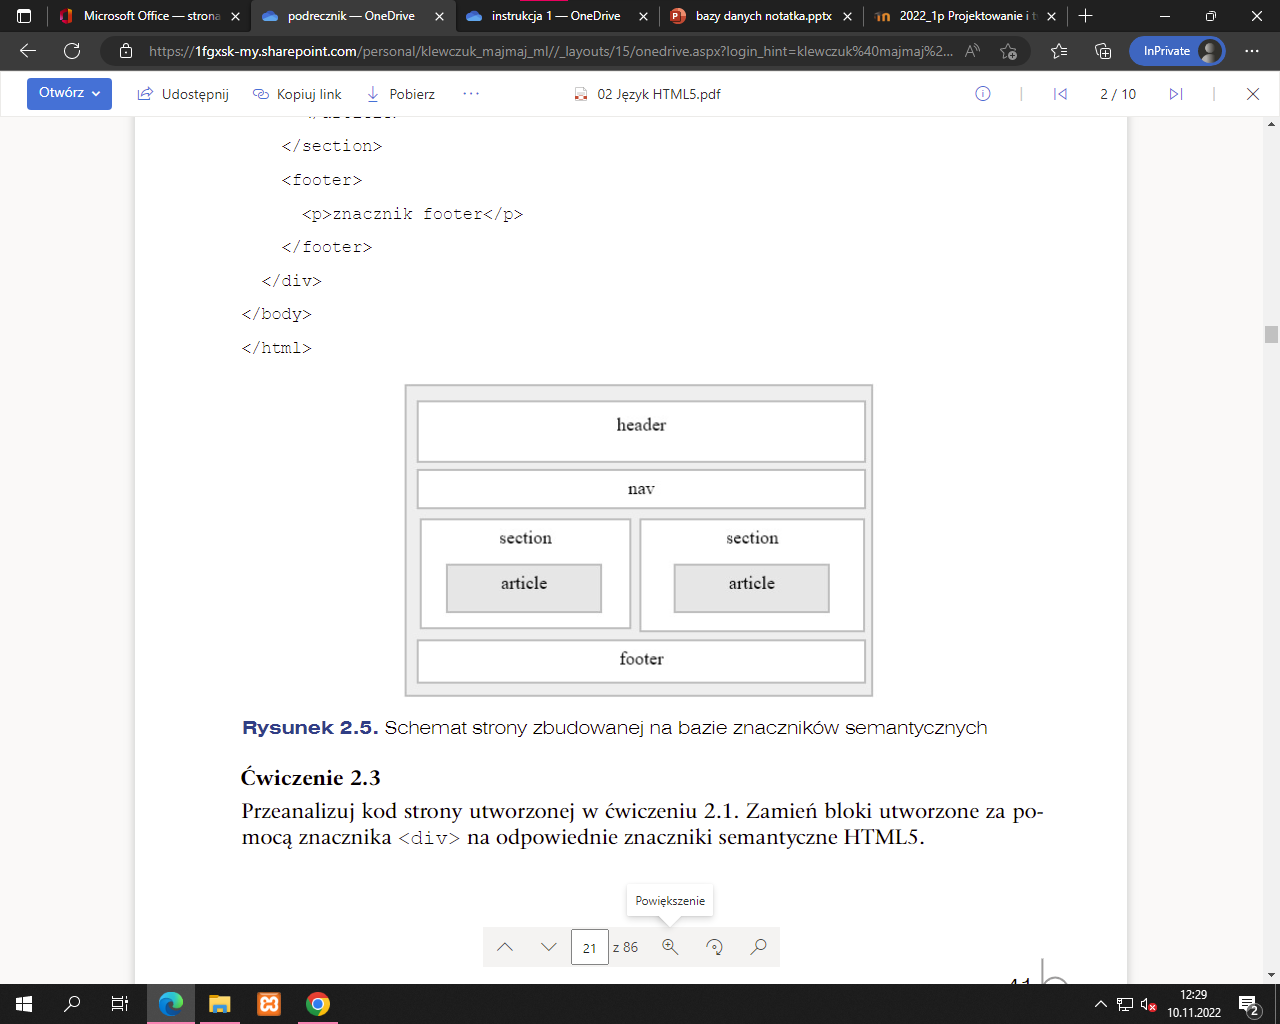 Microsoft Office — strona
podrecznik — OneDrive
instrukcja 1 — OneDrive
bazy danych notatka.pptx
2022_1p Projektowanie i t
https://1fgxsk-my.sharepoint.com/personal/klewczuk_majmaj_ml//_layouts/15/onedrive.aspx?login_hint=klewczuk%40majmaj%2...
InPrivate
Otwórz
Udostępnij
Kopiuj link
Pobierz
02 Język HTML5.pdf
2 / 10
</section>
<footer>
<p>znacznik footer</p>
</footer>
</div>
</body>
</html>
header
nav
section
section
article
article
footer
Rysunek 2.5. Schemat strony zbudowanej na bazie znaczników semantycznych
Ćwiczenie 2.3
Przeanalizuj kod strony utworzonej w ćwiczeniu 2.1. Zamień bloki utworzone za po-
mocą znacznika <div> na odpowiednie znaczniki semantyczne HTML5.
Powiększenie
21 z 86
12:29
10.11.2022
2